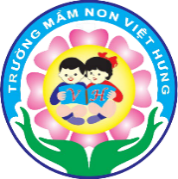 TRƯỜNG MẦM NON VIỆT HƯNG
V H